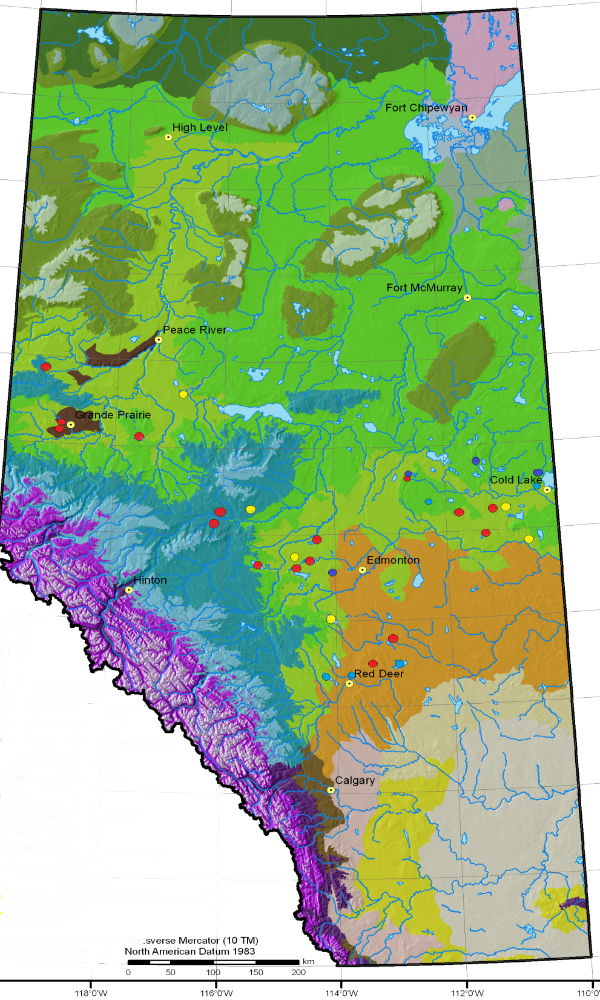 Fort Chipewyan
High Level
Fort McMurray
Peace River
Grande Prairie
Cold Lake
Edmonton
Hinton
Red Deer
Calgary
sverse Mercator (10 TM)
North American Datum 1983
km
0 50 100 150 200
118°0'W 116°0'W 114°0'W 112°0'W 110°0